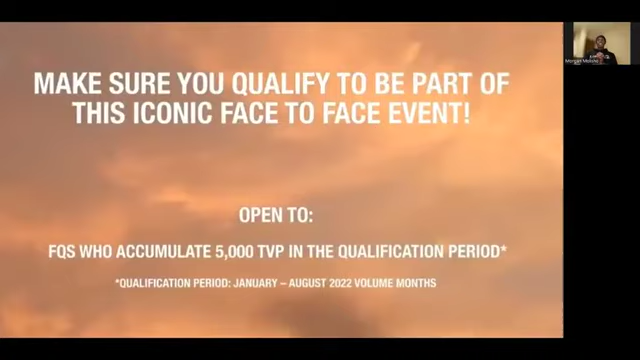 MAKE SURE YOU QUALIFY TO BE PART OF
THIS ICONIC FACE TO FACE EVENT!
OPEN TO:
FQS WHO ACCUMULATE 5,000 TVP IN THE QUALIFICATION PERIOD*
*QUALIFICATION PERIOD: JANUARY – AUGUST 2022 VOLUME MONTHS
Morgan